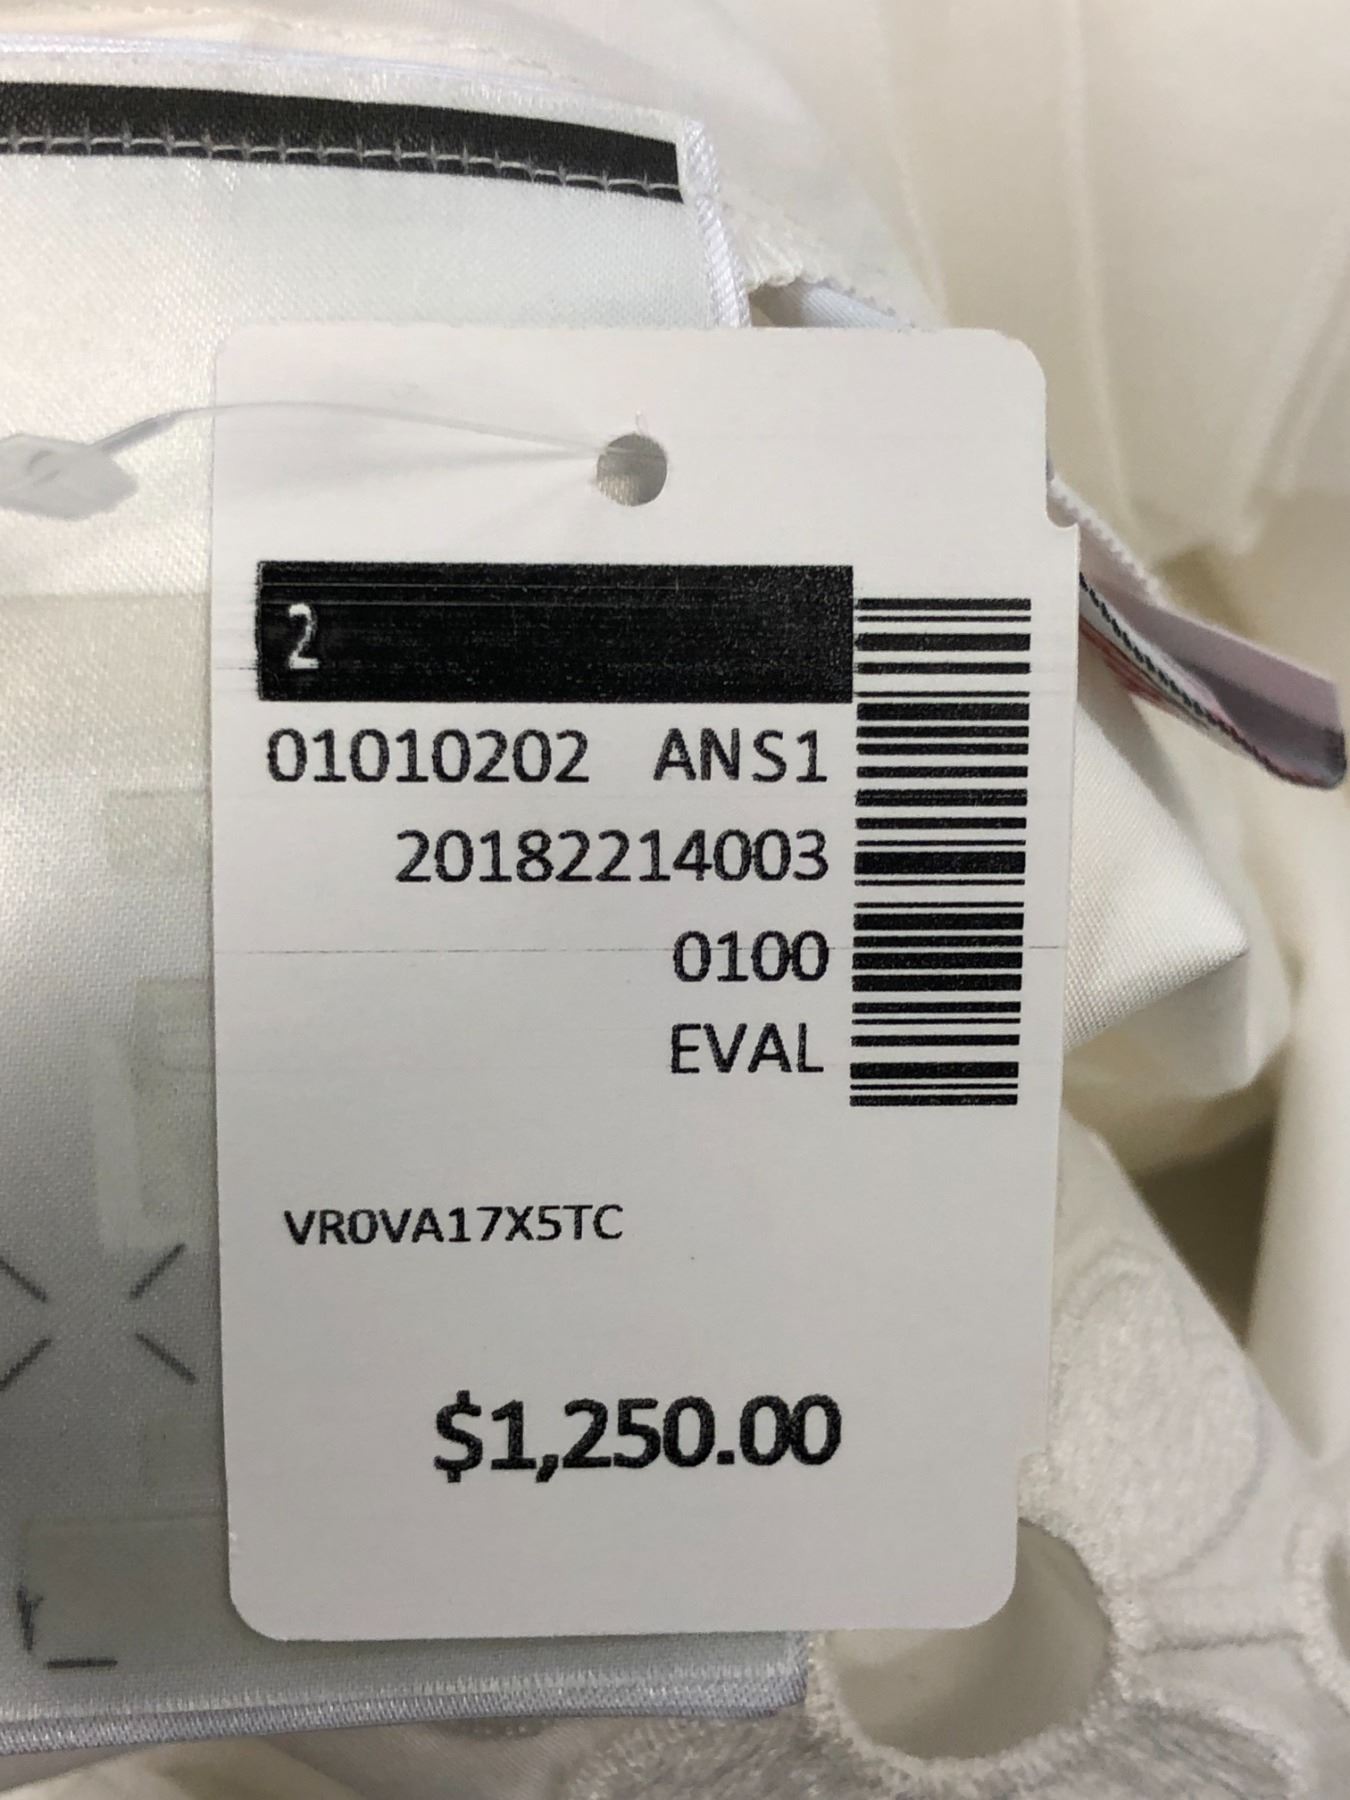 2
01010202 ANS1
20182214003
0100
EVAL
VR0VA17X5TC
$1,250.00